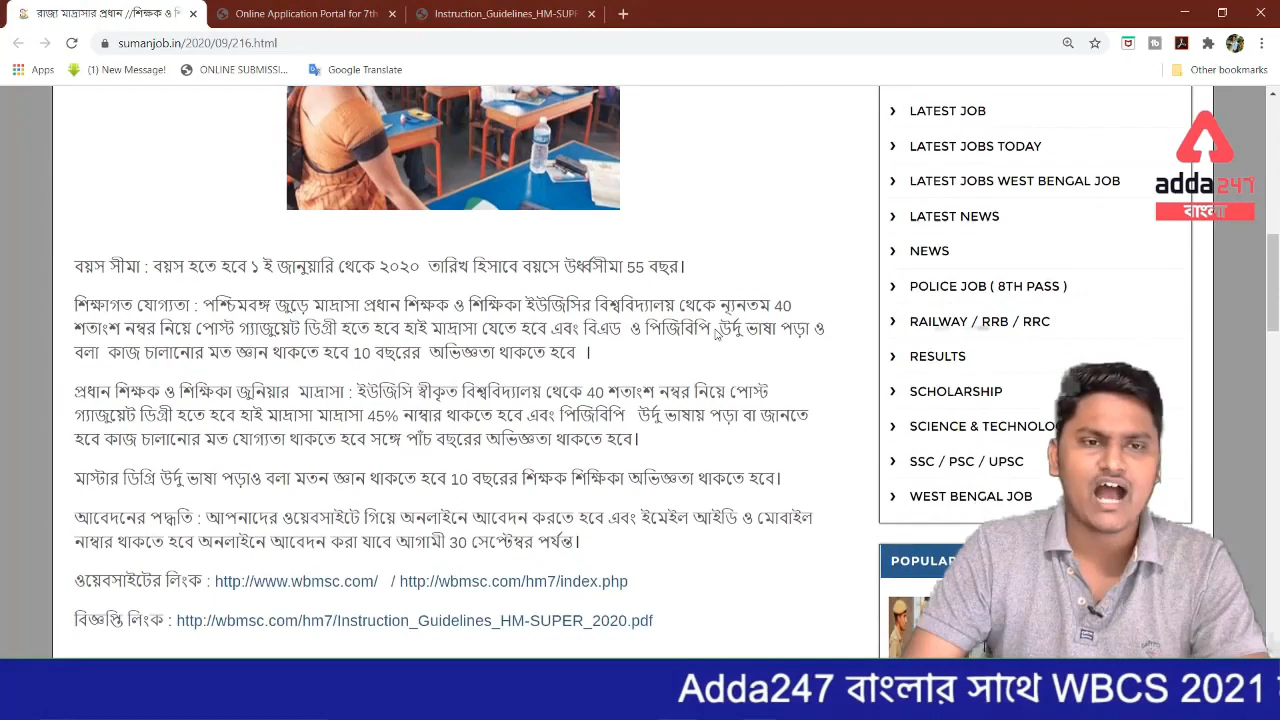 রাজ্য মাদ্রাসার প্রধান //শিক্ষক ও শি
Online Application Portal for 7th
Instruction_Guidelines_HM-SUPE
sumanjob.in/2020/09/216.html
Apps
(1) New Message!
ONLINE SUBMISSI...
Google Translate
Other bookmarks
LATEST JOB
LATEST JOBS TODAY
LATEST JOBS WEST BENGAL JOB
LATEST NEWS
NEWS
POLICE JOB ( 8TH PASS )
RAILWAY / RRB / RRC
RESULTS
SCHOLARSHIP
SCIENCE & TECHNOLO
SSC / PSC / UPSC
WEST BENGAL JOB
POPULAR
adda247
বাংলা
বয়স সীমা : বয়স হতে হবে ১ ই জানুয়ারি থেকে ২০২০ তারিখ হিসাবে বয়সে উর্ধ্বসীমা 55 বছর।
শিক্ষাগত যোগ্যতা : পশ্চিমবঙ্গ জুড়ে মাদ্রাসা প্রধান শিক্ষক ও শিক্ষিকা ইউজিসির বিশ্ববিদ্যালয় থেকে ন্যূনতম 40
শতাংশ নম্বর নিয়ে পোস্ট গ্যাজুয়েট ডিগ্রী হতে হবে হাই মাদ্রাসা যেতে হবে এবং বিএড ও পিজিবিপি উর্দু ভাষা পড়া ও
বলা কাজ চালানোর মত জ্ঞান থাকতে হবে 10 বছরের অভিজ্ঞতা থাকতে হবে ।
প্রধান শিক্ষক ও শিক্ষিকা জুনিয়ার মাদ্রাসা : ইউজিসি স্বীকৃত বিশ্ববিদ্যালয় থেকে 40 শতাংশ নম্বর নিয়ে পোস্ট
গ্যাজুয়েট ডিগ্রী হতে হবে হাই মাদ্রাসা মাদ্রাসা 45% নাম্বার থাকতে হবে এবং পিজিবিপি উর্দু ভাষায় পড়া বা জানতে
হবে কাজ চালানোর মত যোগ্যতা থাকতে হবে সঙ্গে পাঁচ বছরের অভিজ্ঞতা থাকতে হবে।
মাস্টার ডিগ্রি উর্দু ভাষা পড়াও বলা মতন জ্ঞান থাকতে হবে 10 বছরের শিক্ষক শিক্ষিকা অভিজ্ঞতা থাকতে হবে।
আবেদনের পদ্ধতি : আপনাদের ওয়েবসাইটে গিয়ে অনলাইনে আবেদন করতে হবে এবং ইমেইল আইডি ও মোবাইল
নাম্বার থাকতে হবে অনলাইনে আবেদন করা যাবে আগামী 30 সেপ্টেম্বর পর্যন্ত।
ওয়েবসাইটের লিংক : http://www.wbmsc.com/ / http://wbmsc.com/hm7/index.php
বিজ্ঞপ্তি লিংক : http://wbmsc.com/hm7/Instruction_Guidelines_HM-SUPER_2020.pdf
Adda247 বাংলার সাথে WBCS 2021